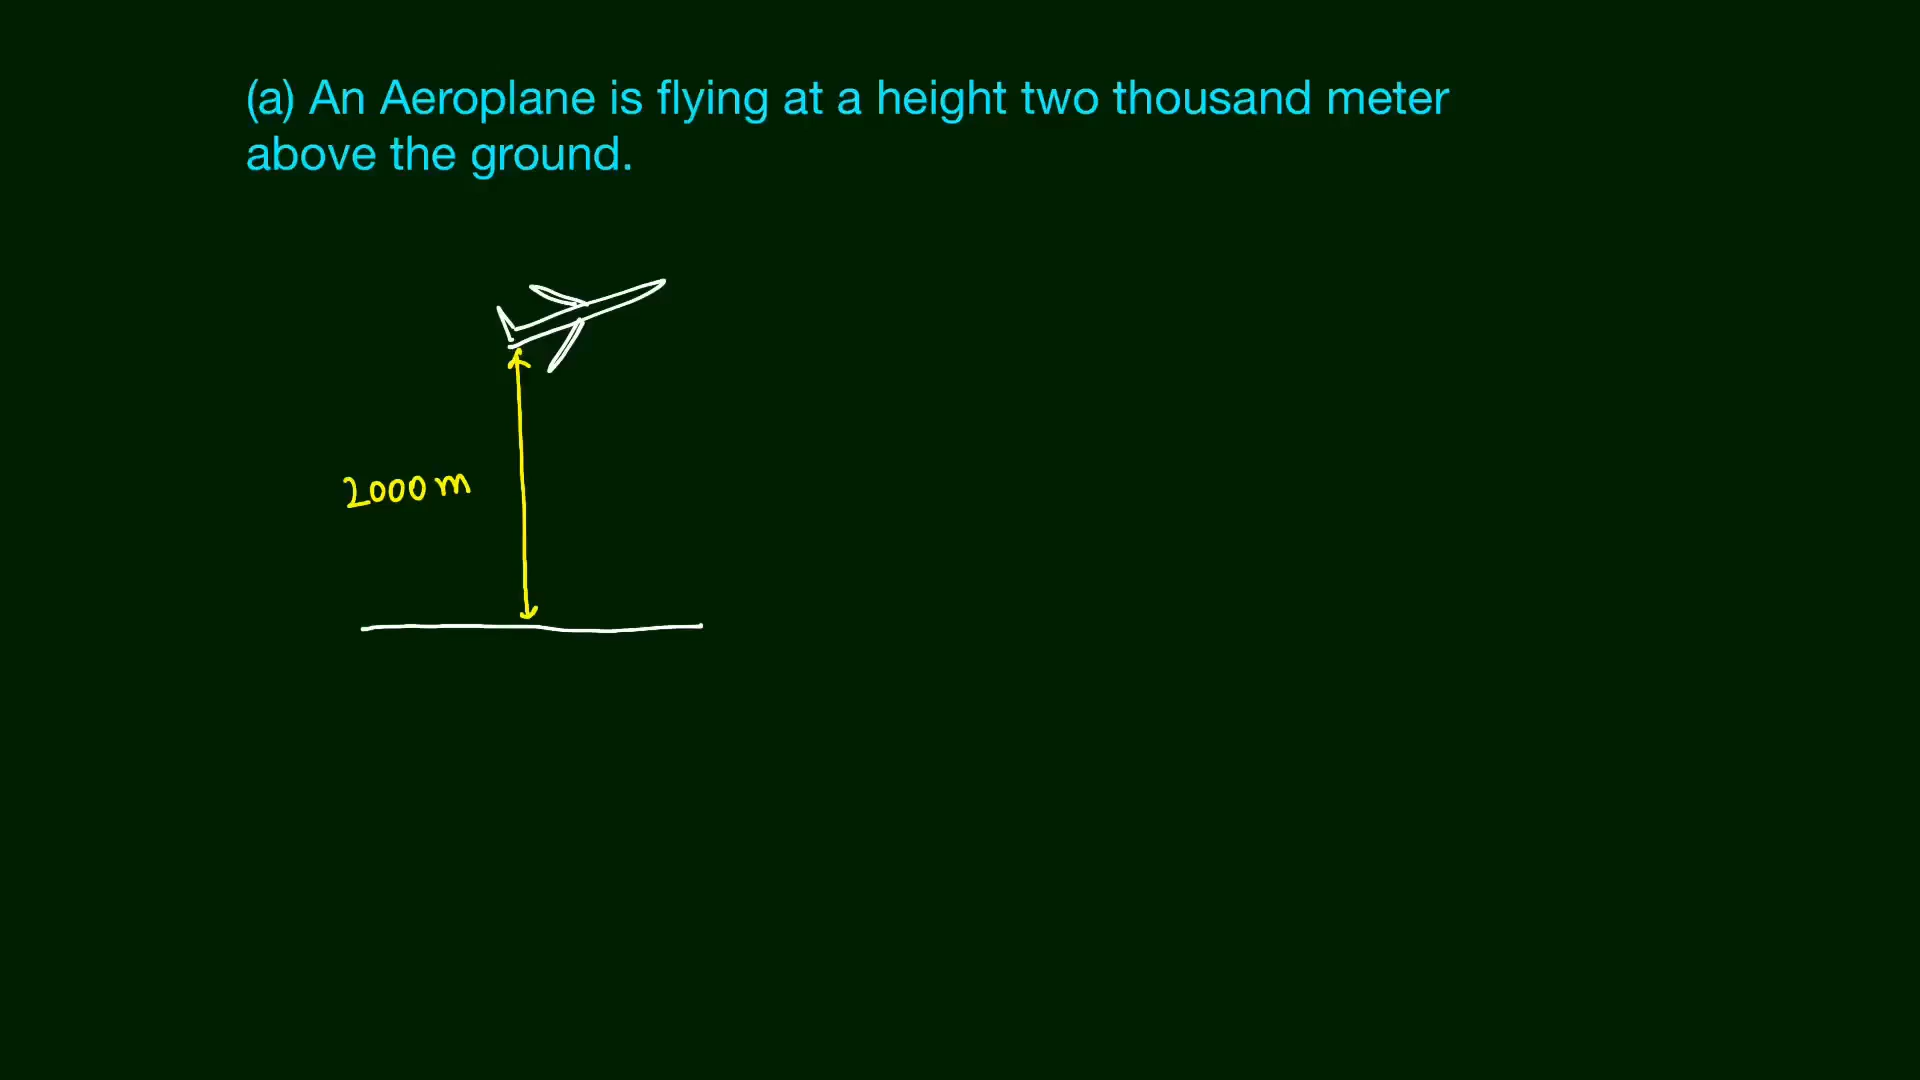 (a) An Aeroplane is flying at a height two thousand meter
above the ground.
2000 m